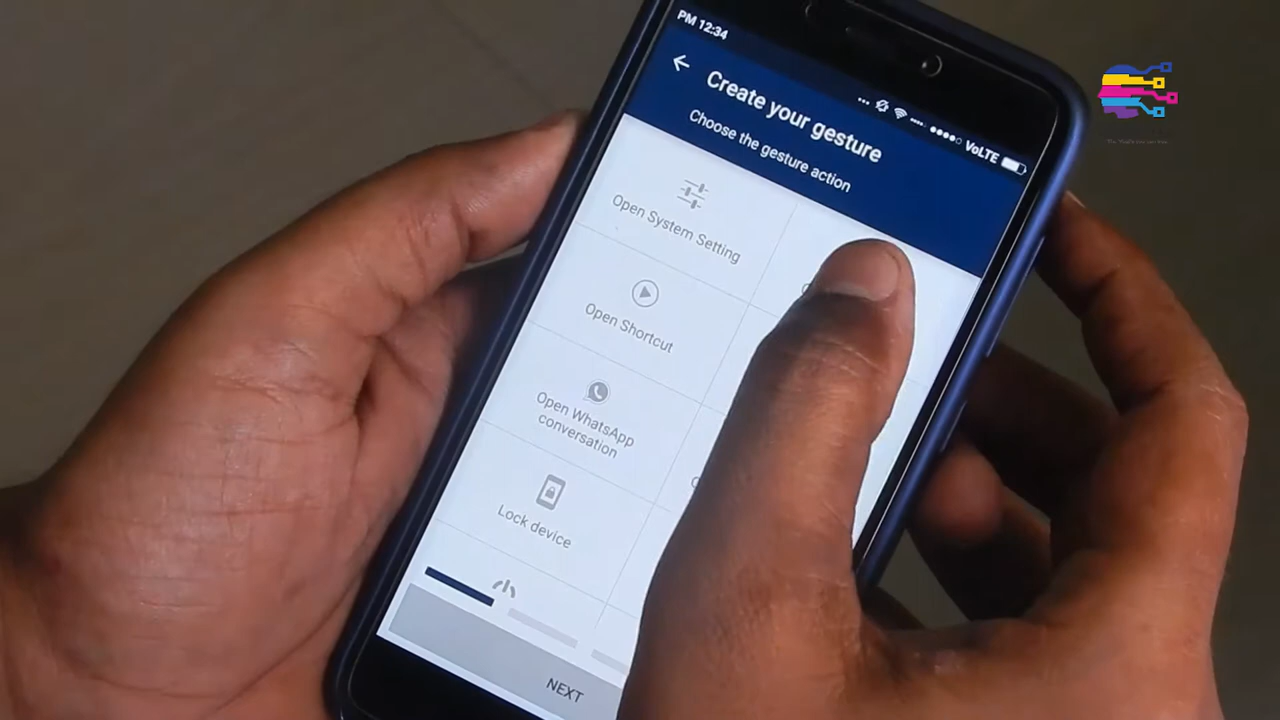 PM 12:34
VoLTE
Create your gesture
Choose the gesture action
Open System Setting
Open Shortcut
Open WhatsApp
conversation
Lock device
NEXT